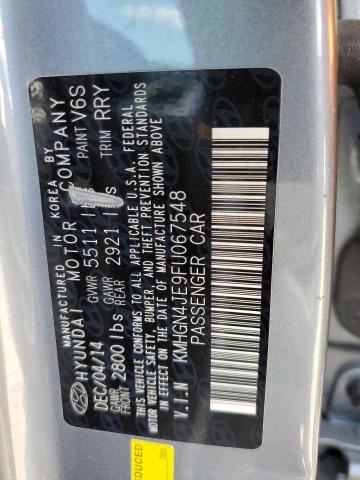 MANUFACTURED IN KOREA BY
HYUNDAI MOTOR COMPANY
DEC/04/14 GVWR 5511 PAINT V6S
GAWR FRONT 2800 lbs GAWR REAR 2921 TRIM RRY
THIS VEHICLE CONFORMS TO ALL APPLICABLE U.S.A. FEDERAL
MOTOR VEHICLE SAFETY, BUMPER, AND THEFT PREVENTION STANDARDS
IN EFFECT ON THE DATE OF MANUFACTURE SHOWN ABOVE
V.I.N KMHGN4JE9FU067548
PASSENGER CAR
lbs